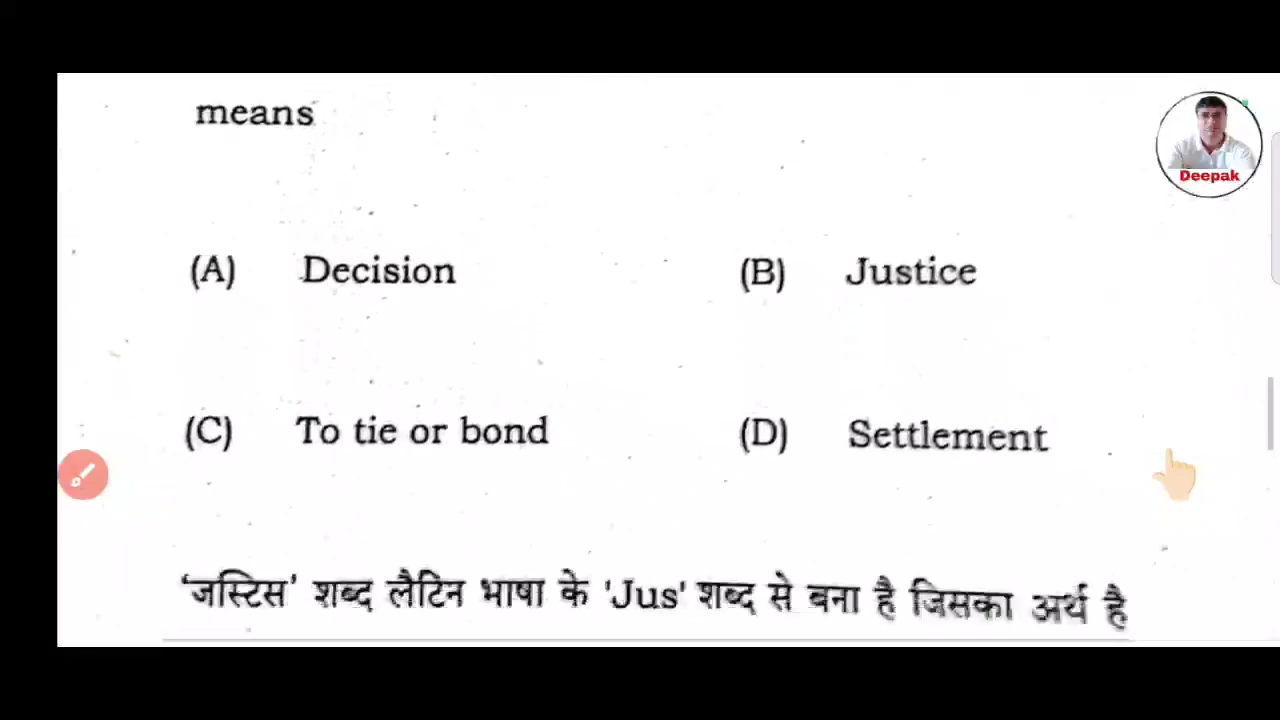 means
Deepak
(A) Decision (B) Justice
(C) To tie or bond (D) Settlement
'जस्टिस' शब्द लैटिन भाषा के 'Jus' शब्द से बना है जिसका अर्थ है